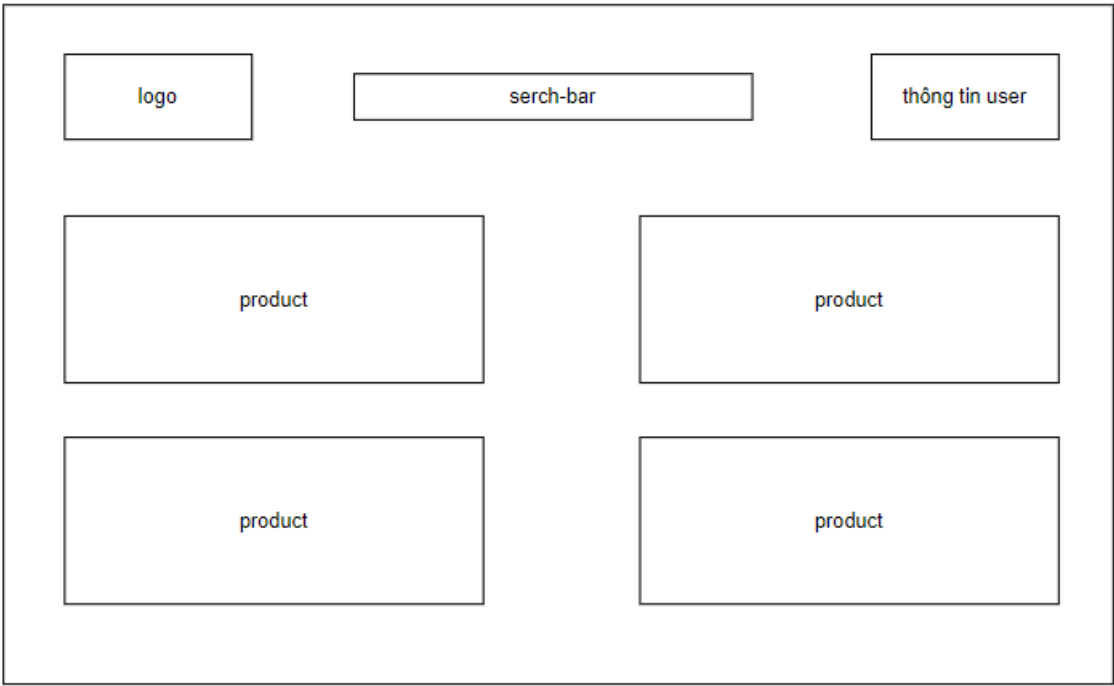 logo
serch-bar
thông tin user
product
product
product
product